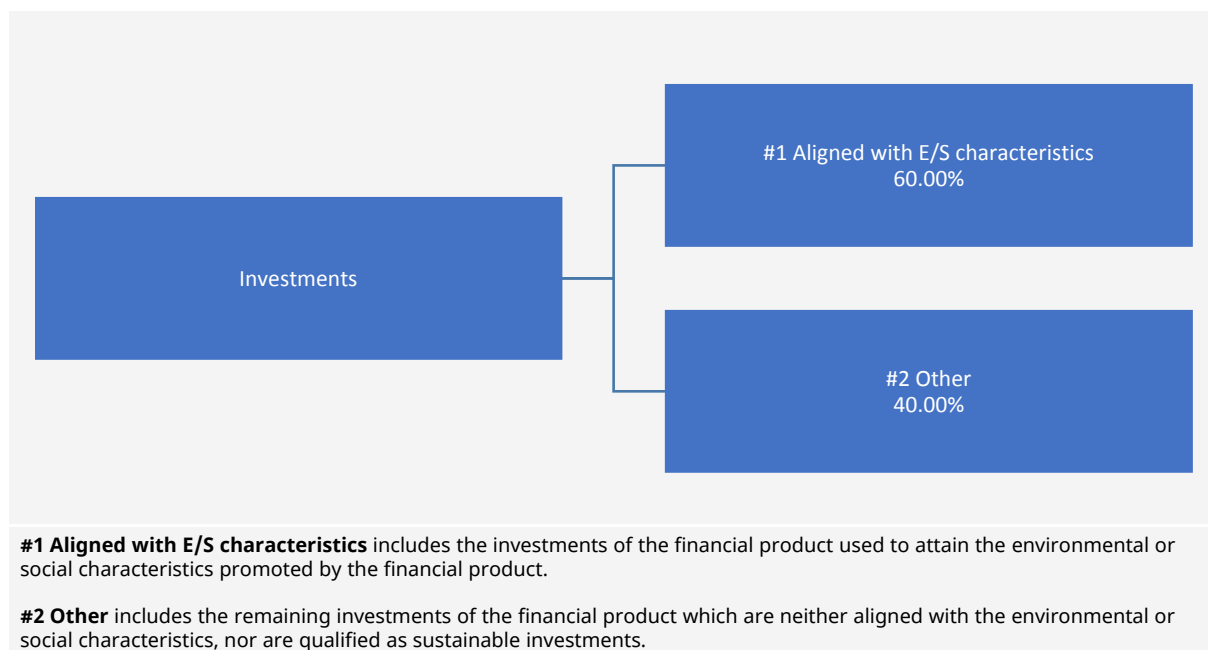 #1 Aligned with E/S characteristics
60.00%
Investments
#2 Other
40.00%
#1 Aligned with E/S characteristics includes the investments of the financial product used to attain the environmental or
social characteristics promoted by the financial product.
#2 Other includes the remaining investments of the financial product which are neither aligned with the environmental or
social characteristics, nor are qualified as sustainable investments.